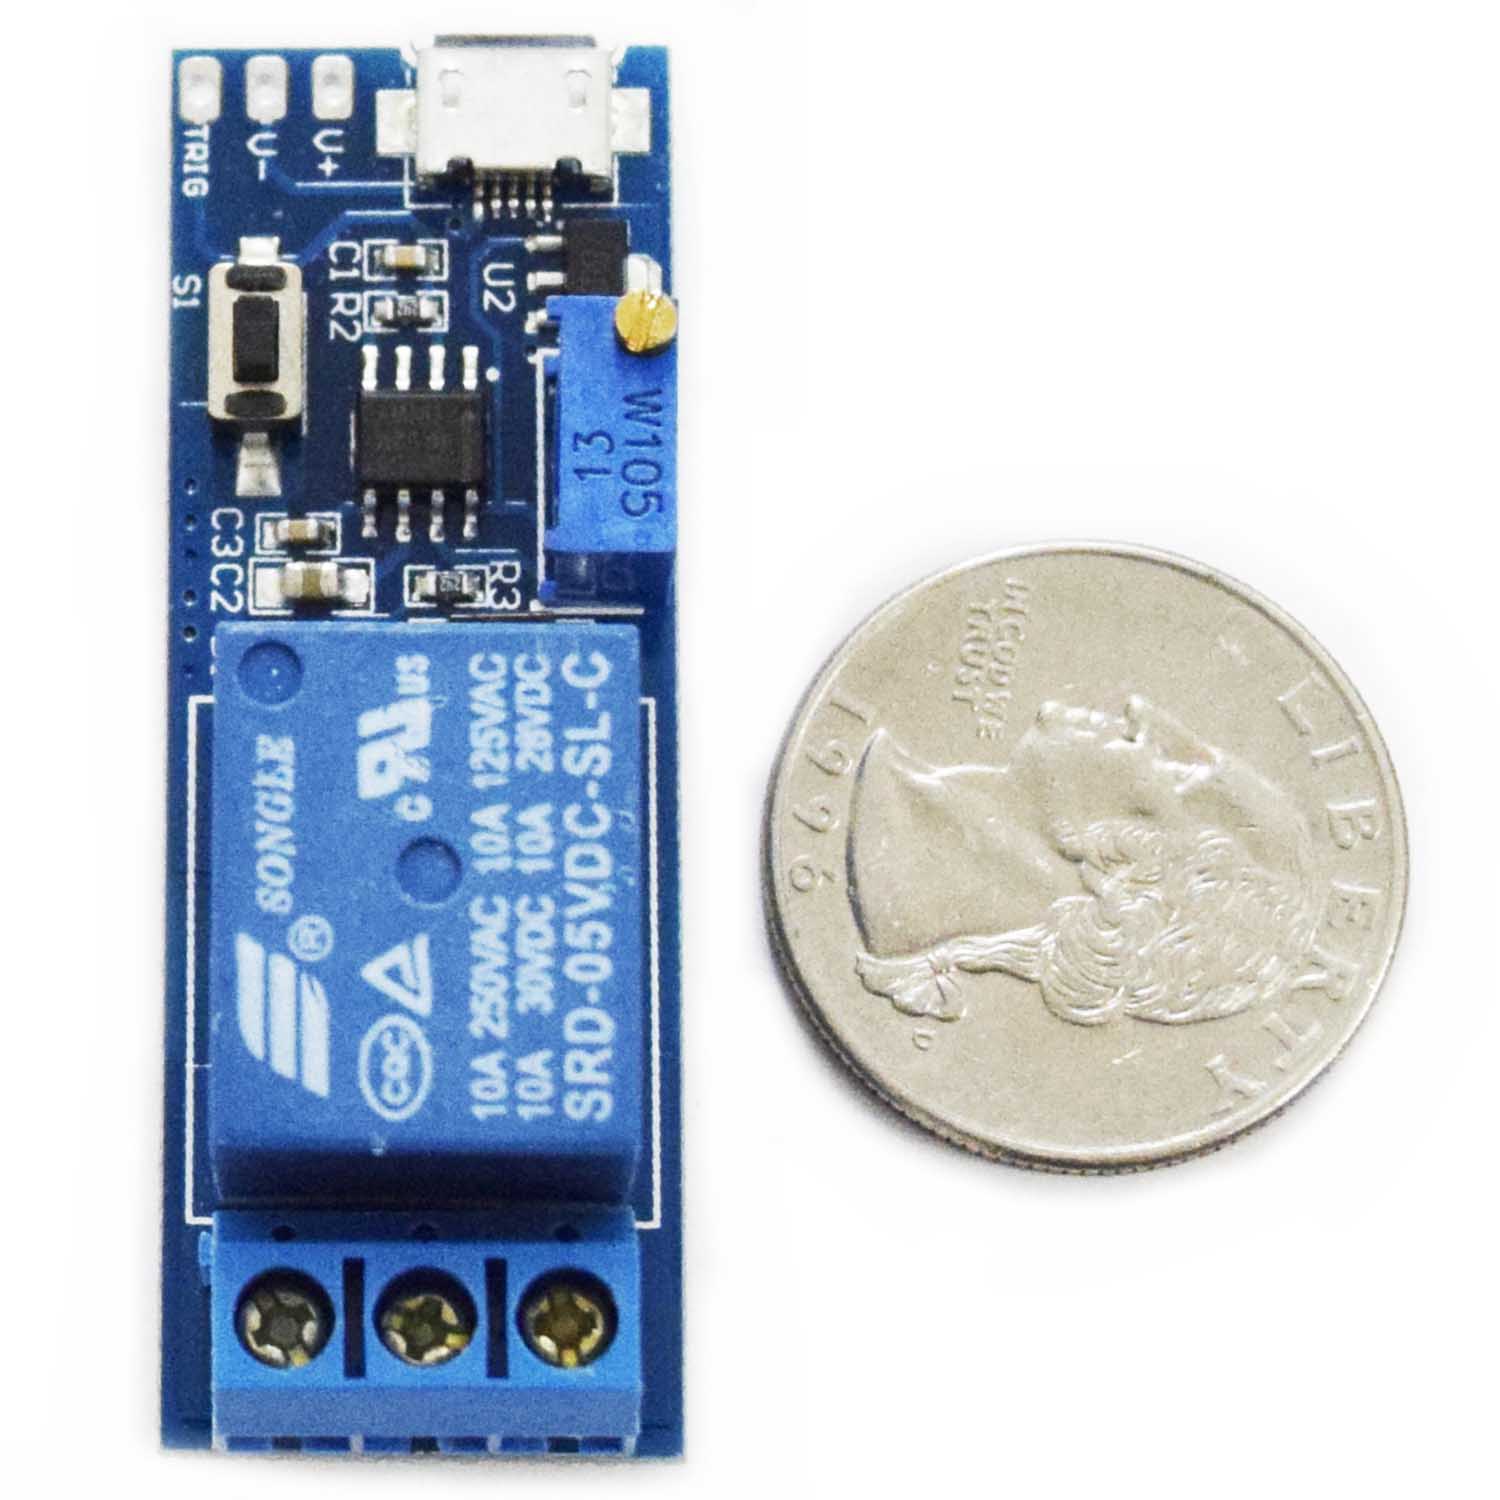 TRIG
V-
V+
S1
C1
R2
U2
W105
13
C3
C2
R3
SONGLE
®
c us
CQC
10A 250VAC 10A 125VAC
10A 30VDC 10A 28VDC
SRD-05VDC-SL-C
LIBERTY
IN GOD WE
TRUST
1996